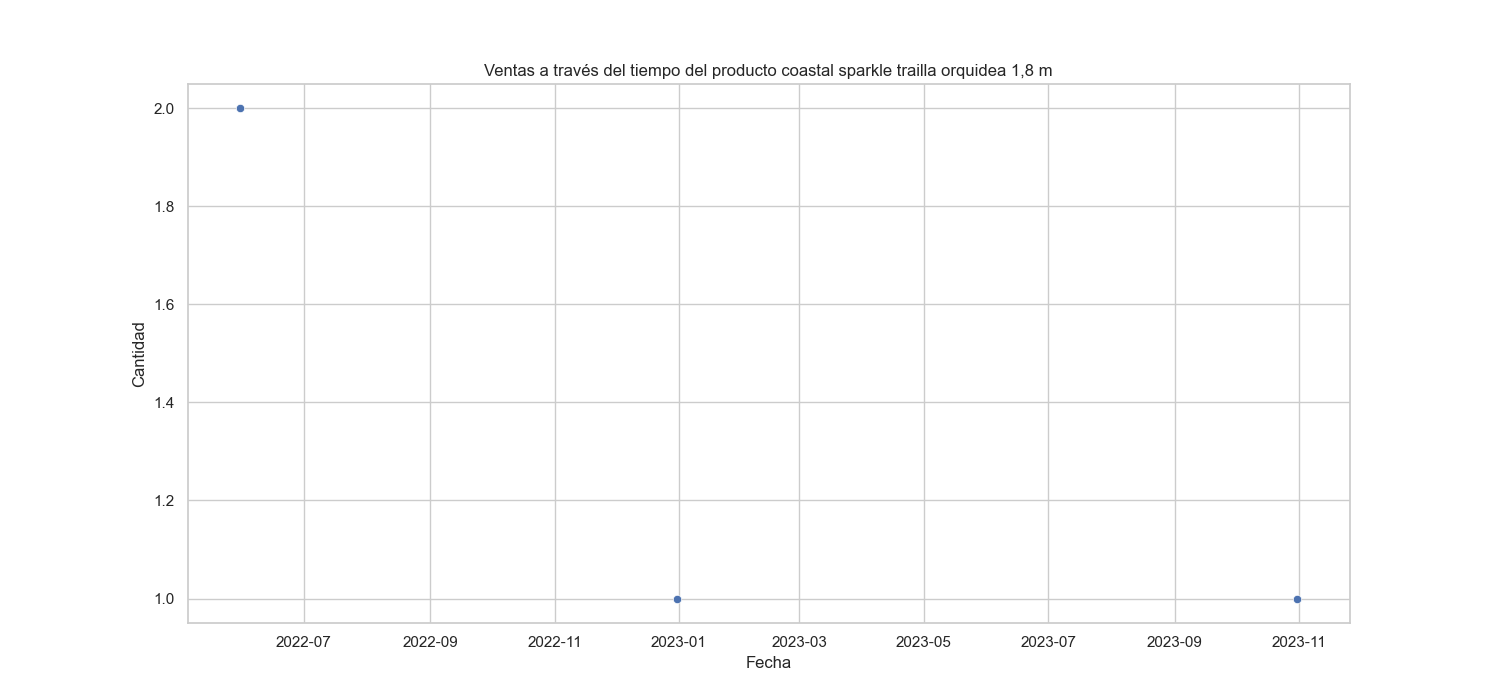 Ventas a través del tiempo del producto coastal sparkle trailla orquidea 1,8 m
2.0
1.8
1.6
1.4
1.2
1.0
Cantidad
2022-07 2022-09 2022-11 2023-01 2023-03 2023-05 2023-07 2023-09 2023-11
Fecha